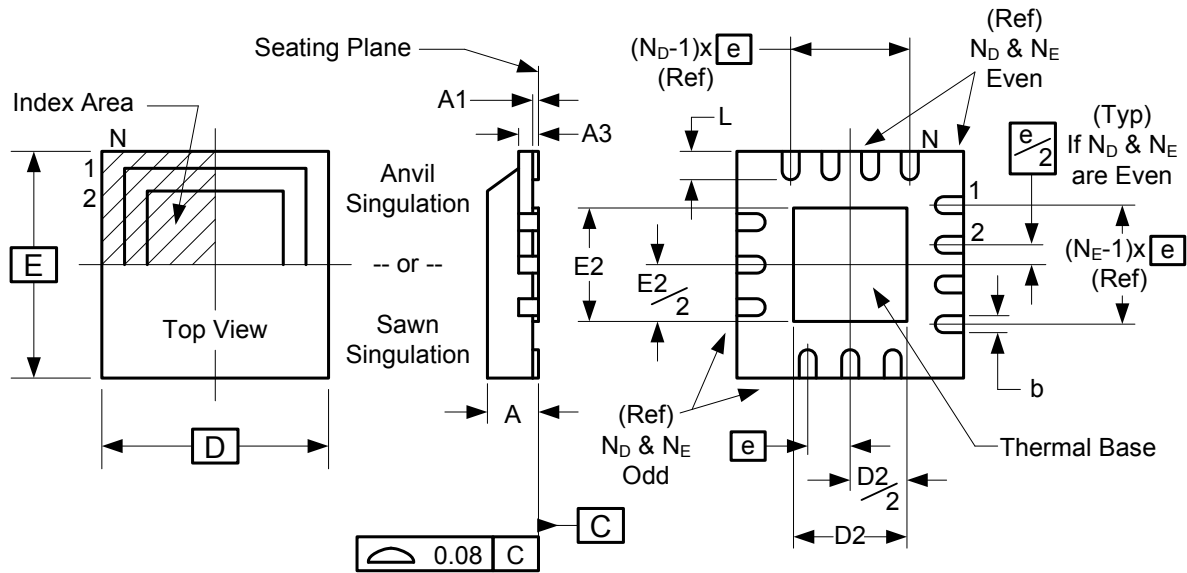 Seating Plane
Index Area
N
1
2
E
Top View
D
A1
A3
Anvil
Singulation
-- or --
Sawn
Singulation
A
0.08 C
C
(N_D-1)x e
(Ref)
(Ref)
N_D & N_E
Even
L
N
e/2
(Typ)
If N_D & N_E
are Even
1
2
(N_E-1)x e
(Ref)
E2
E2/2
b
(Ref)
N_D & N_E
Odd
e
Thermal Base
D2/2
D2